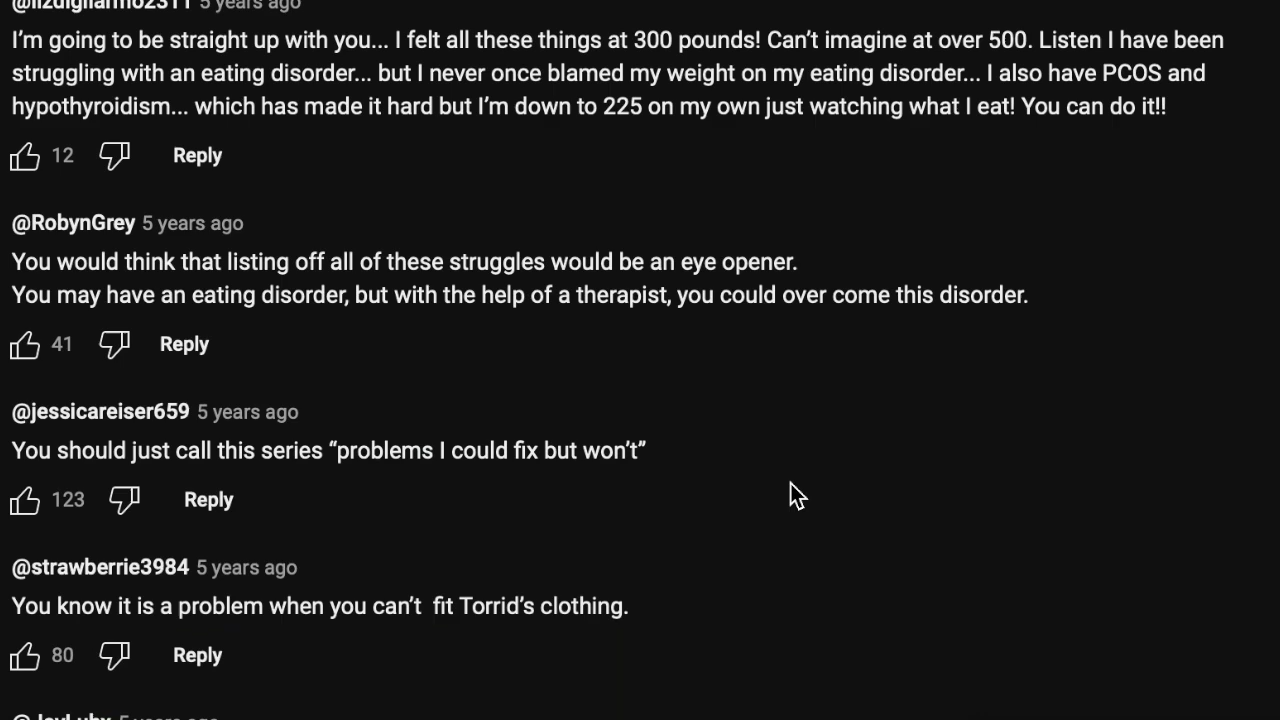 @lizdigilarmo2311 5 years ago
I’m going to be straight up with you... I felt all these things at 300 pounds! Can’t imagine at over 500. Listen I have been
struggling with an eating disorder... but I never once blamed my weight on my eating disorder... I also have PCOS and
hypothyroidism... which has made it hard but I’m down to 225 on my own just watching what I eat! You can do it!!
12 Reply
@RobynGrey 5 years ago
You would think that listing off all of these struggles would be an eye opener.
You may have an eating disorder, but with the help of a therapist, you could over come this disorder.
41 Reply
@jessicareiser659 5 years ago
You should just call this series “problems I could fix but won’t”
123 Reply
@strawberrie3984 5 years ago
You know it is a problem when you can’t  fit Torrid’s clothing.
80 Reply
5 years ago